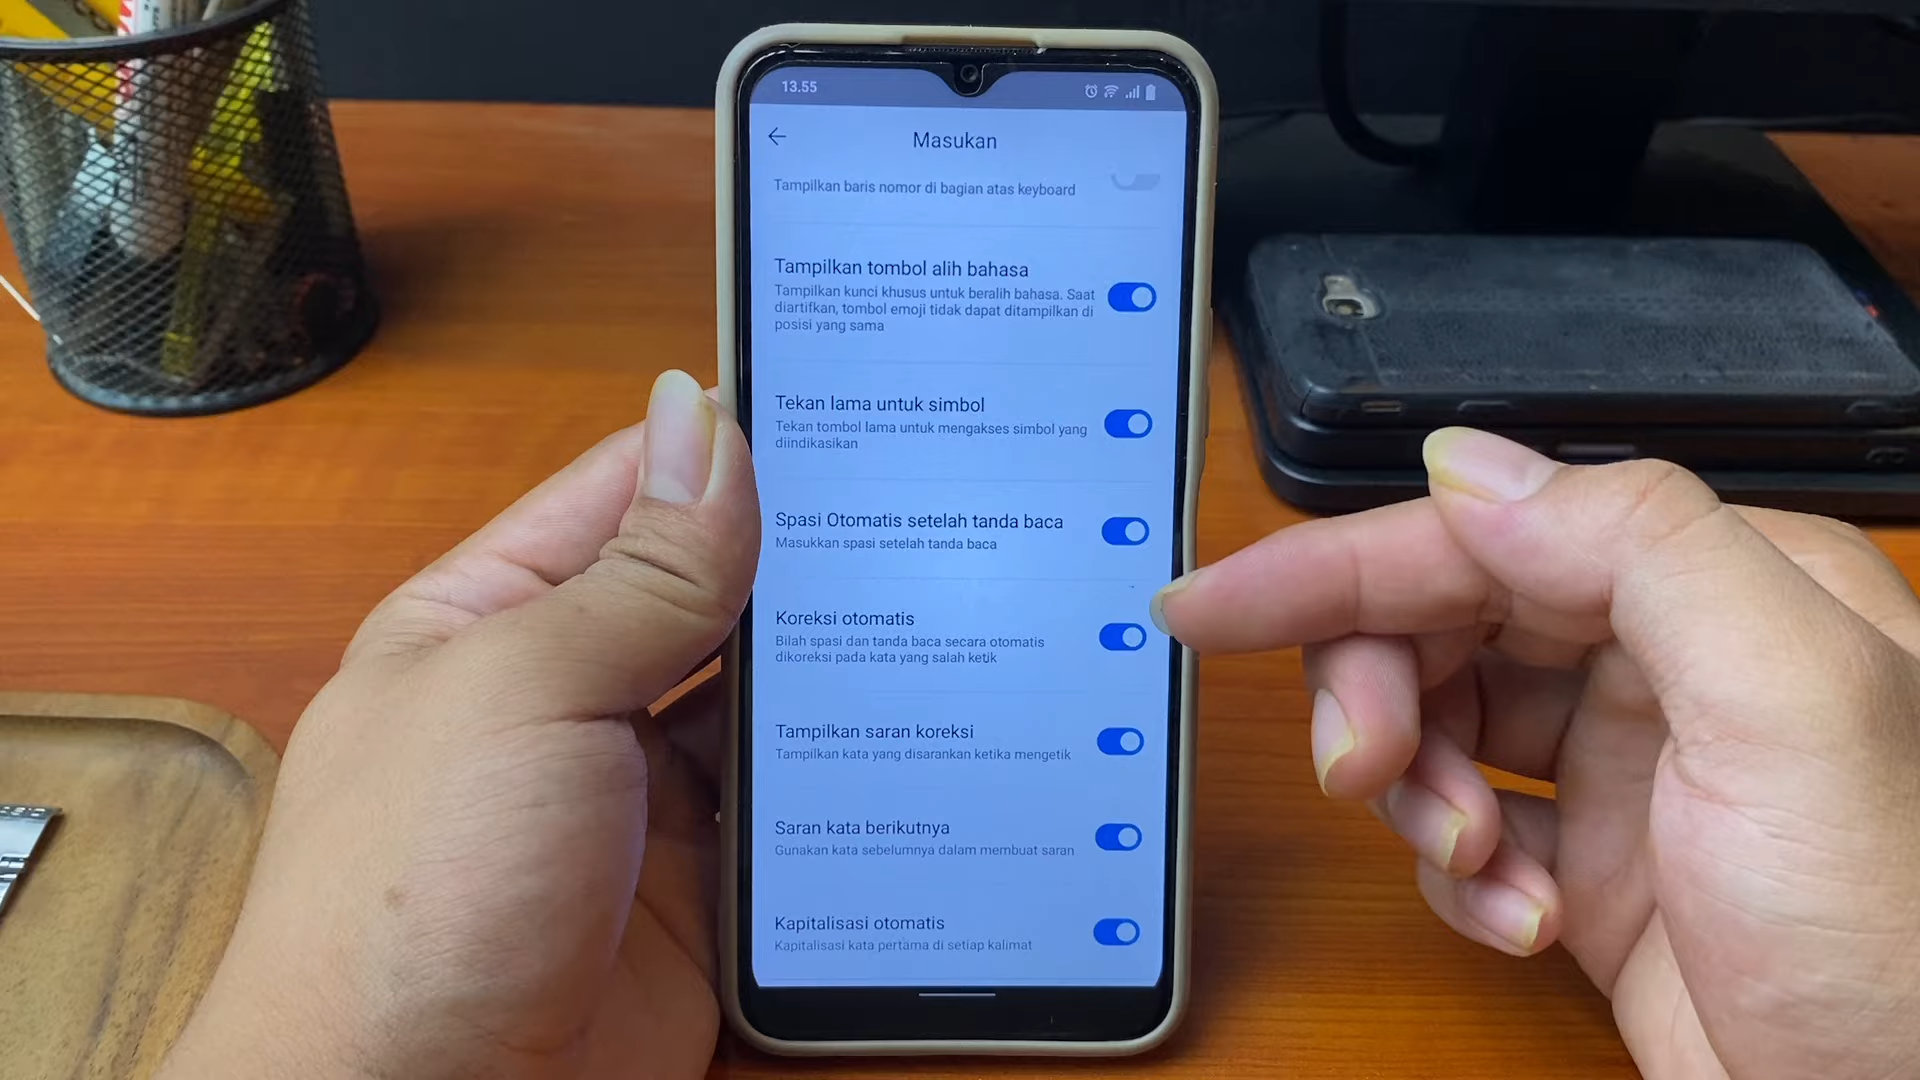 13.55
Masukan
Tampilkan baris nomor di bagian atas keyboard
Tampilkan tombol alih bahasa
Tampilkan kunci khusus untuk beralih bahasa. Saat
diartifkan, tombol emoji tidak dapat ditampilkan di
posisi yang sama
Tekan lama untuk simbol
Tekan tombol lama untuk mengakses simbol yang
diindikasikan
Spasi Otomatis setelah tanda baca
Masukkan spasi setelah tanda baca
Koreksi otomatis
Bilah spasi dan tanda baca secara otomatis
dikoreksi pada kata yang salah ketik
Tampilkan saran koreksi
Tampilkan kata yang disarankan ketika mengetik
Saran kata berikutnya
Gunakan kata sebelumnya dalam membuat saran
Kapitalisasi otomatis
Kapitalisasi kata pertama di setiap kalimat